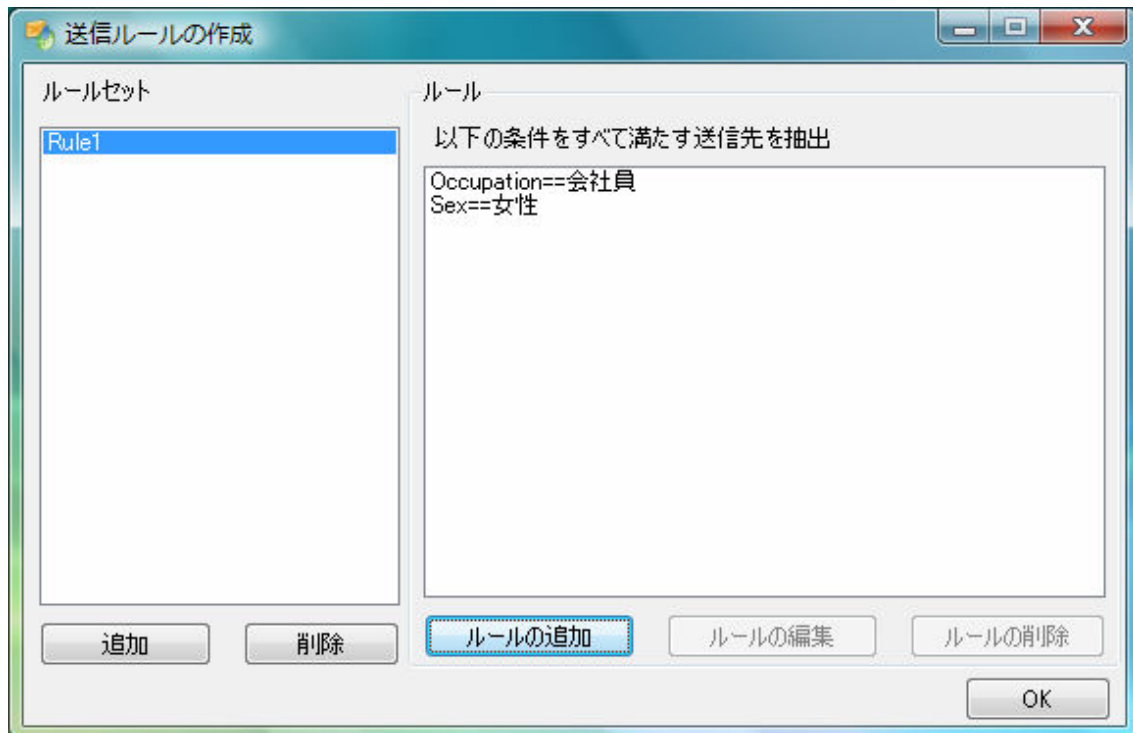 送信ルールの作成
ルールセット
Rule1
追加
削除
ルール
以下の条件をすべて満たす送信先を抽出
Occupation==会社員
Sex==女性
ルールの追加
ルールの編集
ルールの削除
OK